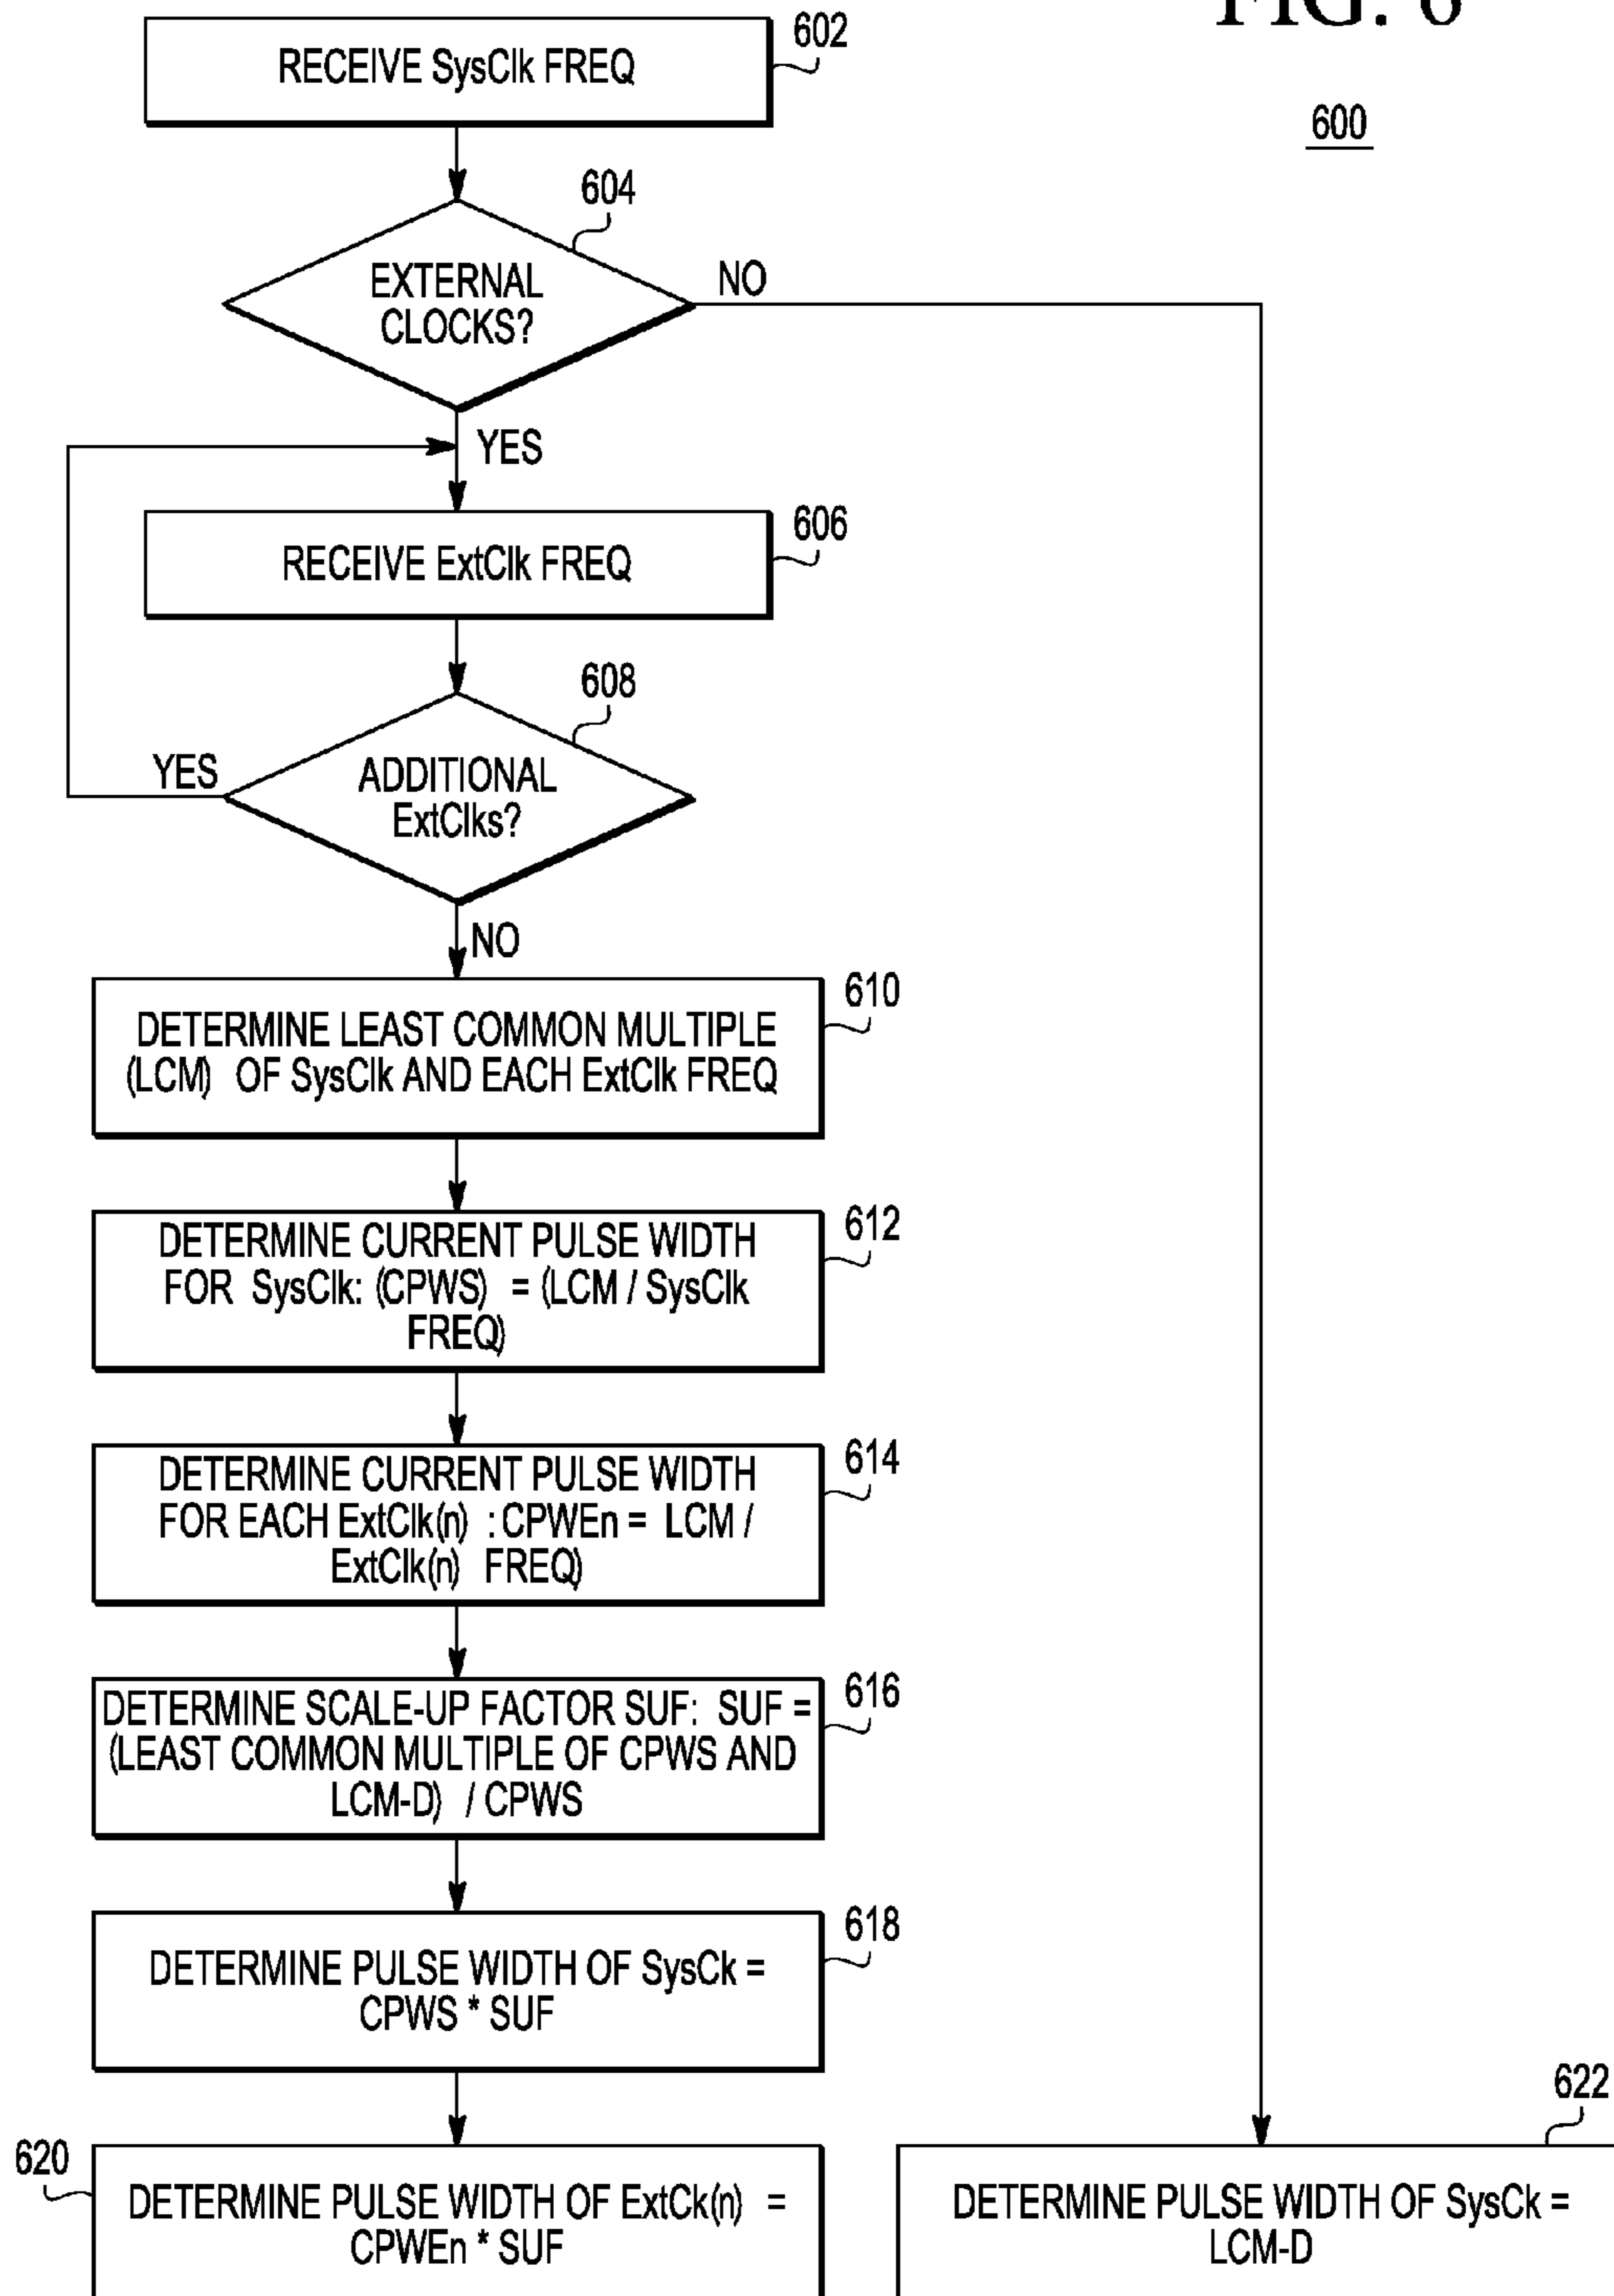 FIG. 6
600
602
RECEIVE SysClk FREQ
604
EXTERNAL
CLOCKS?
NO
YES
606
RECEIVE ExtClk FREQ
608
ADDITIONAL
ExtClks?
YES
NO
610
DETERMINE LEAST COMMON MULTIPLE
(LCM) OF SysClk AND EACH ExtClk FREQ
612
DETERMINE CURRENT PULSE WIDTH
FOR SysClk: (CPWS) = (LCM / SysClk
FREQ)
614
DETERMINE CURRENT PULSE WIDTH
FOR EACH ExtClk(n) : CPWEn = LCM /
ExtClk(n) FREQ)
616
DETERMINE SCALE-UP FACTOR SUF: SUF =
(LEAST COMMON MULTIPLE OF CPWS AND
LCM-D) / CPWS
618
DETERMINE PULSE WIDTH OF SysCk =
CPWS * SUF
620
DETERMINE PULSE WIDTH OF ExtCk(n) =
CPWEn * SUF
622
DETERMINE PULSE WIDTH OF SysCk =
LCM-D